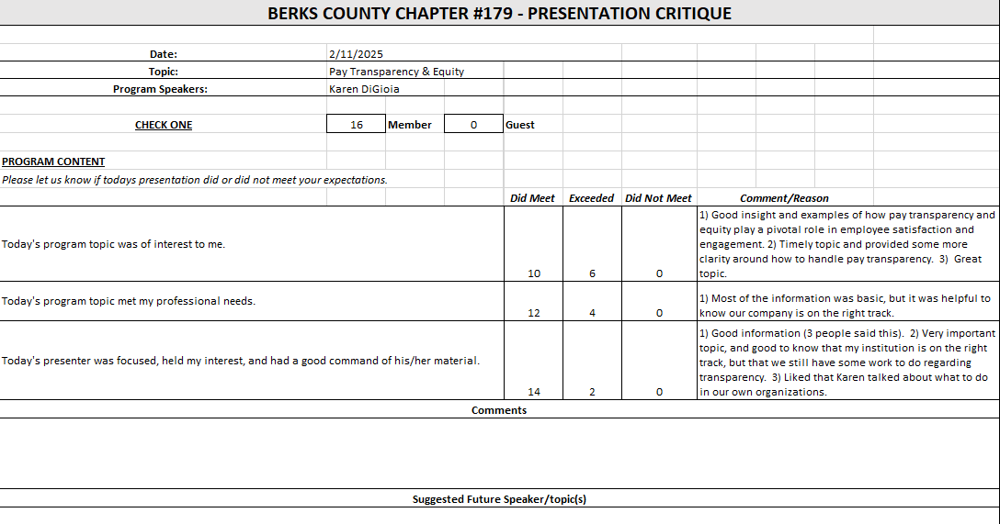 BERKS COUNTY CHAPTER #179 - PRESENTATION CRITIQUE
Date: 2/11/2025
Topic: Pay Transparency & Equity
Program Speakers: Karen DiGioia
CHECK ONE 16 Member 0 Guest
PROGRAM CONTENT
Please let us know if todays presentation did or did not meet your expectations.
Did Meet Exceeded Did Not Meet Comment/Reason
Today's program topic was of interest to me.
10 6 0
1) Good insight and examples of how pay transparency and
equity play a pivotal role in employee satisfaction and
engagement. 2) Timely topic and provided some more
clarity around how to handle pay transparency. 3) Great
topic.
Today's program topic met my professional needs.
12 4 0
1) Most of the information was basic, but it was helpful to
know our company is on the right track.
Today's presenter was focused, held my interest, and had a good command of his/her material.
14 2 0
1) Good information (3 people said this). 2) Very important
topic, and good to know that my institution is on the right
track, but that we still have some work to do regarding
transparency. 3) Liked that Karen talked about what to do
in our own organizations.
Comments
Suggested Future Speaker/topic(s)